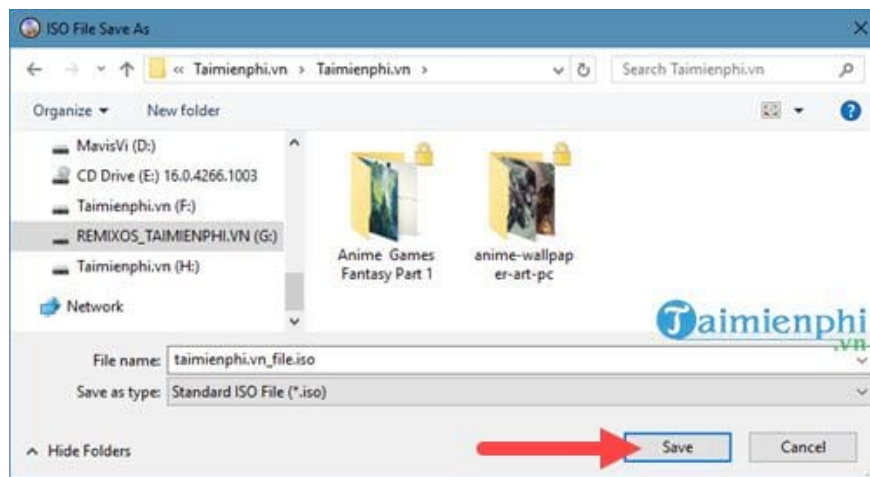 ISO File Save As
« Taimienphi.vn > Taimienphi.vn >
Search Taimienphi.vn
Organize
New folder
MavisVi (D:)
CD Drive (E:) 16.0.4266.1003
Taimienphi.vn (F:)
REMIXOS_TAIMIENPHI.VN (G:)
Taimienphi.vn (H:)
Network
Anime Games
Fantasy Part 1
anime-wallpap
er-art-pc
Taimienphi
.vn
File name: taimienphi.vn_file.iso
Save as type: Standard ISO File (*.iso)
Hide Folders
Save
Cancel